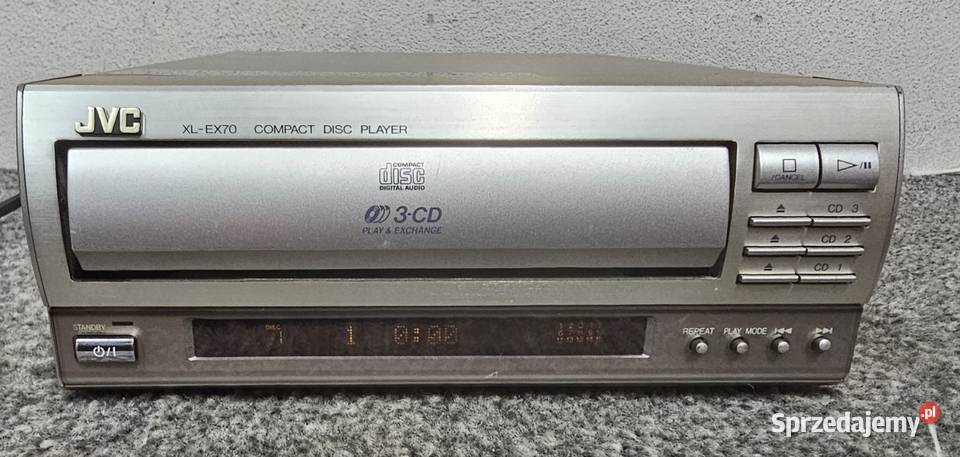 JVC
XL-EX70 COMPACT DISC PLAYER
COMPACT
disc
DIGITAL AUDIO
3·CD
PLAY & EXCHANGE
/CANCEL
CD 3
CD 2
CD 1
STANDBY
DISC
1 1 0:00
REPEAT PLAY MODE
Sprzedajemy.pl